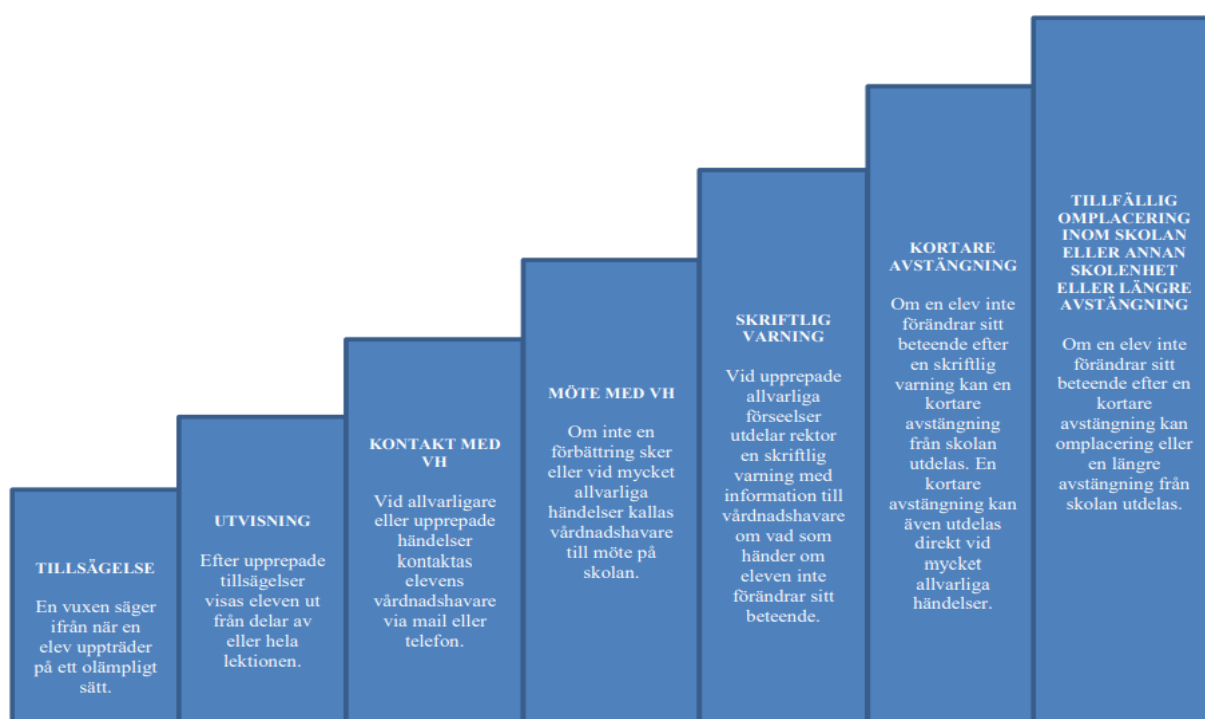 TILLSÄGELSE
En vuxen säger
ifrån när en
elev uppträder
på ett olämpligt
sätt.
UTVISNING
Efter upprepade
tillsägelser
visas eleven ut
från delar av
eller hela
lektionen.
KONTAKT MED
VH
Vid allvarligare
eller upprepade
händelser
kontaktas
elevens
vårdnadshavare
via mail eller
telefon.
MÖTE MED VH
Om inte en
förbättring sker
eller vid mycket
allvarliga
händelser kallas
vårdnadshavare
till möte på
skolan.
SKRIFTLIG
VARNING
Vid upprepade
allvarliga
förseelser
utdelar rektor
en skriftlig
varning med
information till
vårdnadshavare
om vad som
händer om
eleven inte
förändrar sitt
beteende.
KORTARE
AVSTÄNGNING
Om en elev inte
förändrar sitt
beteende efter
en skriftlig
varning kan en
kortare
avstängning
från skolan
utdelas. En
kortare
avstängning kan
även utdelas
direkt vid
mycket
allvarliga
händelser.
TILLFÄLLIG
OMPLACERING
INOM SKOLAN
ELLER ANNAN
SKOLENHET
ELLER LÄNGRE
AVSTÄNGNING
Om en elev inte
förändrar sitt
beteende efter en
kortare
avstängning kan
omplacering eller
en längre
avstängning från
skolan utdelas.